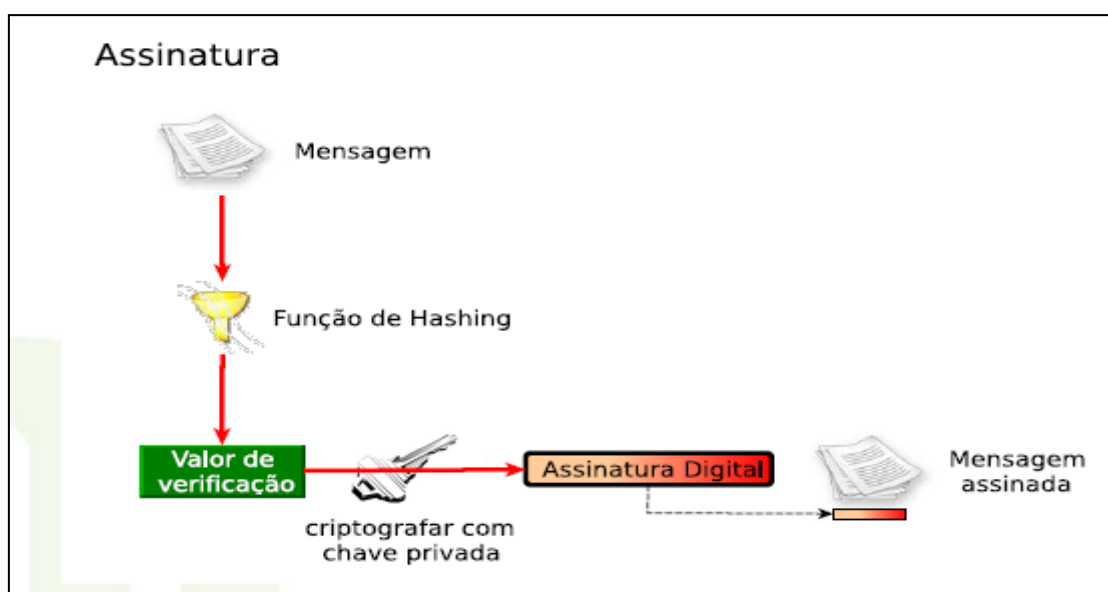 Assinatura
Mensagem
Função de Hashing
Valor de
verificação
criptografar com
chave privada
Assinatura Digital
Mensagem
assinada